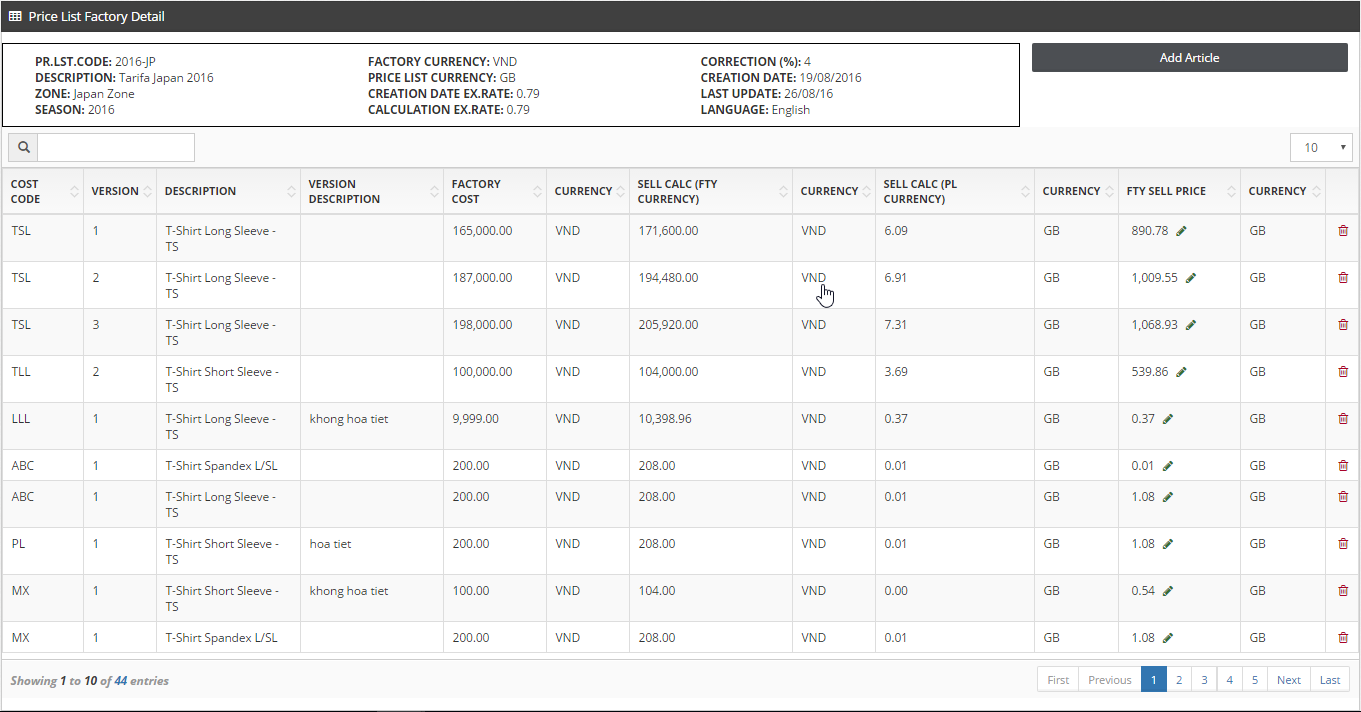 Price List Factory Detail
PR.LST.CODE: 2016-JP FACTORY CURRENCY: VND CORRECTION (%): 4 Add Article
DESCRIPTION: Tarifa Japan 2016 PRICE LIST CURRENCY: GB CREATION DATE: 19/08/2016
ZONE: Japan Zone CREATION DATE EX.RATE: 0.79 LAST UPDATE: 26/08/16
SEASON: 2016 CALCULATION EX.RATE: 0.79 LANGUAGE: English
10
COST CODE VERSION DESCRIPTION VERSION DESCRIPTION FACTORY COST CURRENCY SELL CALC (FTY CURRENCY) CURRENCY SELL CALC (PL CURRENCY) CURRENCY FTY SELL PRICE CURRENCY
TSL 1 T-Shirt Long Sleeve - TS 165,000.00 VND 171,600.00 VND 6.09 GB 890.78 GB
TSL 2 T-Shirt Long Sleeve - TS 187,000.00 VND 194,480.00 VND 6.91 GB 1,009.55 GB
TSL 3 T-Shirt Long Sleeve - TS 198,000.00 VND 205,920.00 VND 7.31 GB 1,068.93 GB
TLL 2 T-Shirt Short Sleeve - TS 100,000.00 VND 104,000.00 VND 3.69 GB 539.86 GB
LLL 1 T-Shirt Long Sleeve - TS khong hoa tiet 9,999.00 VND 10,398.96 VND 0.37 GB 0.37 GB
ABC 1 T-Shirt Spandex L/SL 200.00 VND 208.00 VND 0.01 GB 0.01 GB
ABC 1 T-Shirt Long Sleeve - TS 200.00 VND 208.00 VND 0.01 GB 1.08 GB
PL 1 T-Shirt Short Sleeve - TS hoa tiet 200.00 VND 208.00 VND 0.01 GB 1.08 GB
MX 1 T-Shirt Short Sleeve - TS khong hoa tiet 100.00 VND 104.00 VND 0.00 GB 0.54 GB
MX 1 T-Shirt Spandex L/SL 200.00 VND 208.00 VND 0.01 GB 1.08 GB
Showing 1 to 10 of 44 entries First Previous 1 2 3 4 5 Next Last